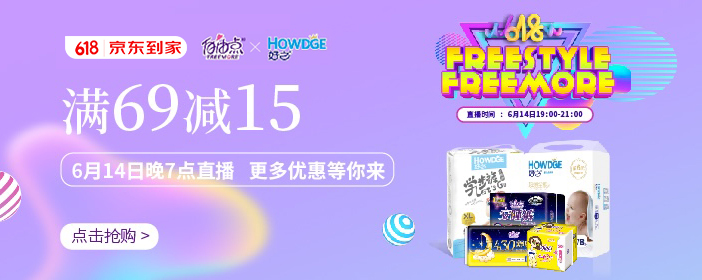 618 京东到家 自由点 FREEMORE × HOWDGE 好之
满69减15
6月14日晚7点直播 更多优惠等你来
点击抢购 >
618
FREESTYLE
FREEMORE
直播时间 : 6月14日19:00-21:00
HOWDGE
HOWDGE
好之
学步裤
XL
430